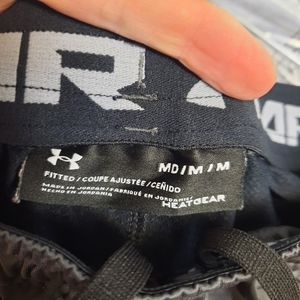 MD/M/M
FITTED/COUPE AJUSTÉE/CEÑIDO
MADE IN JORDAN/FABRIQUÉ EN JORDANIE/
HECHO EN JORDANIA
HEATGEAR